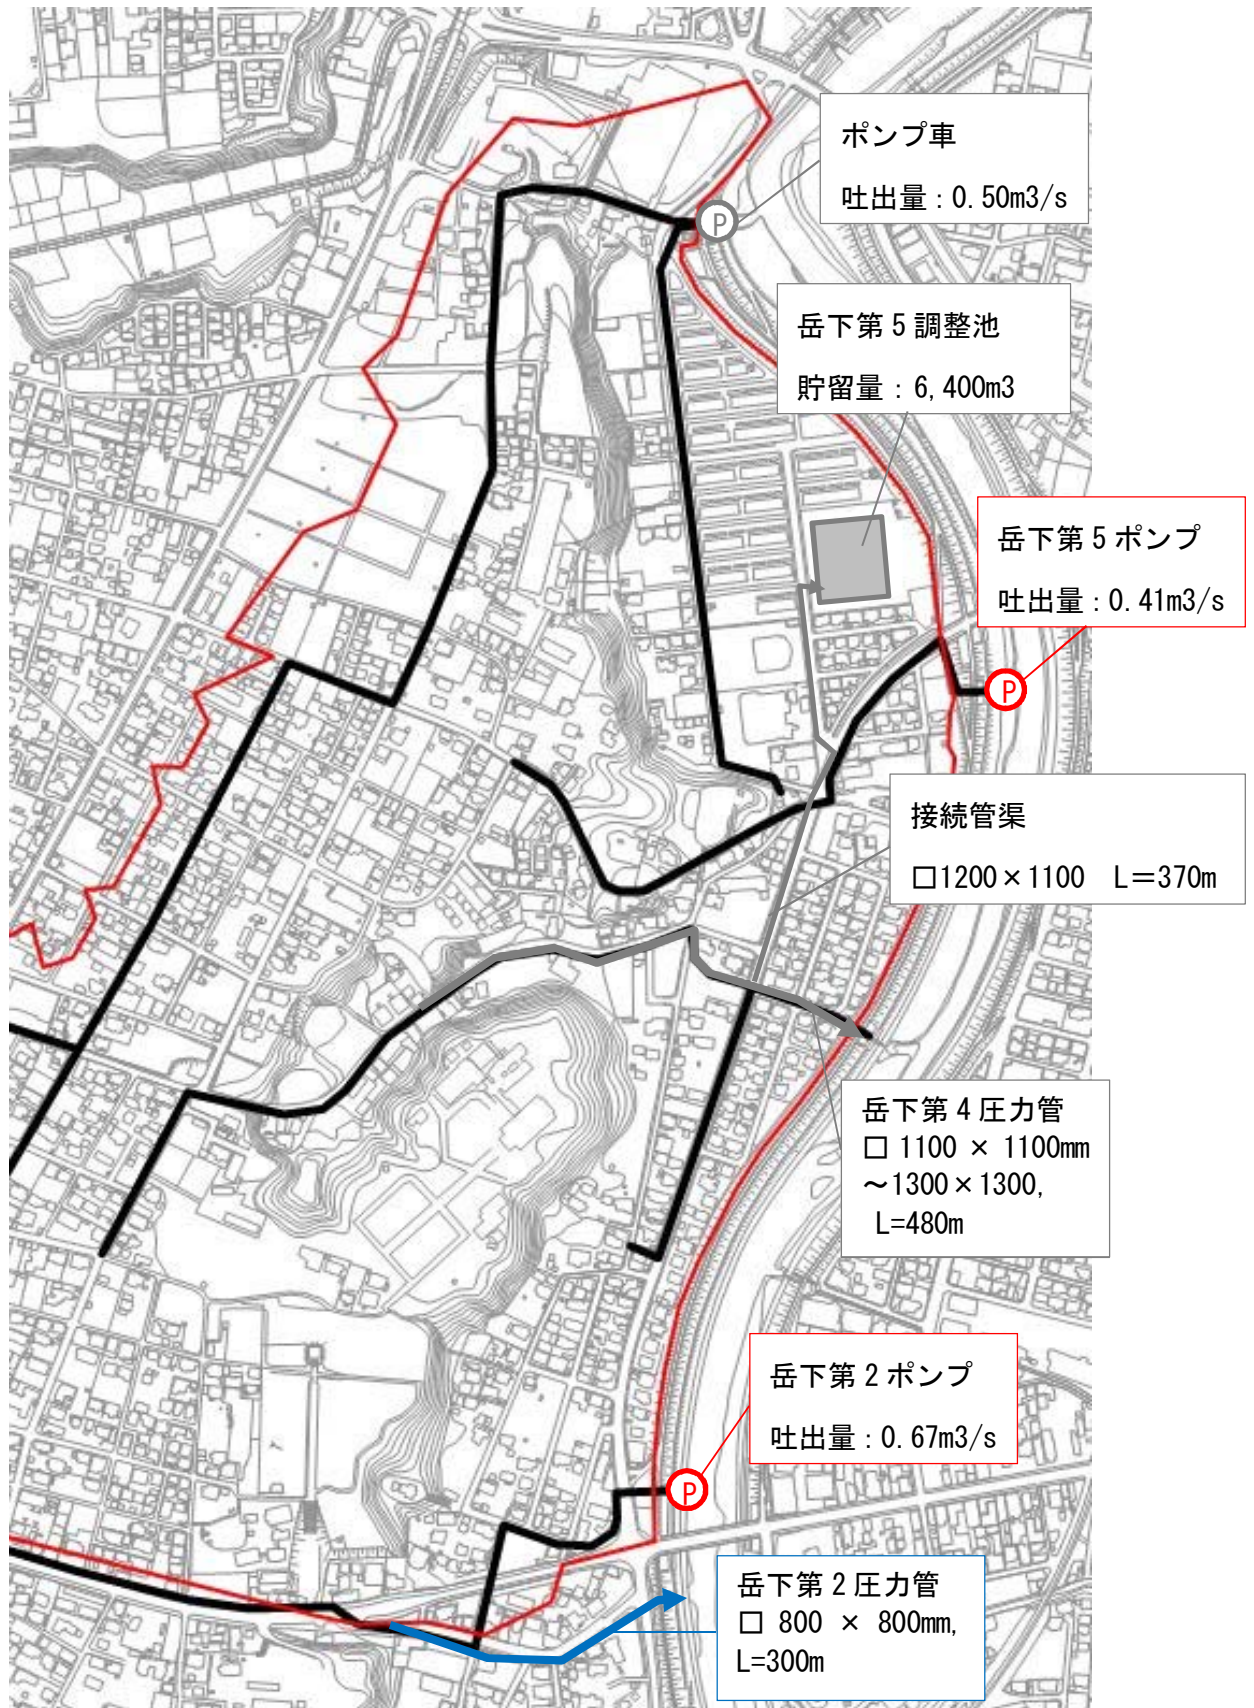 ポンプ車
吐出量：0.50m3/s
P
岳下第5調整池
貯留量：6,400m3
岳下第5ポンプ
吐出量：0.41m3/s
P
接続管渠
□1200×1100　L＝370m
岳下第4圧力管
□ 1100 × 1100mm
～1300×1300,
L=480m
岳下第2ポンプ
吐出量：0.67m3/s
P
岳下第2圧力管
□ 800 × 800mm,
L=300m